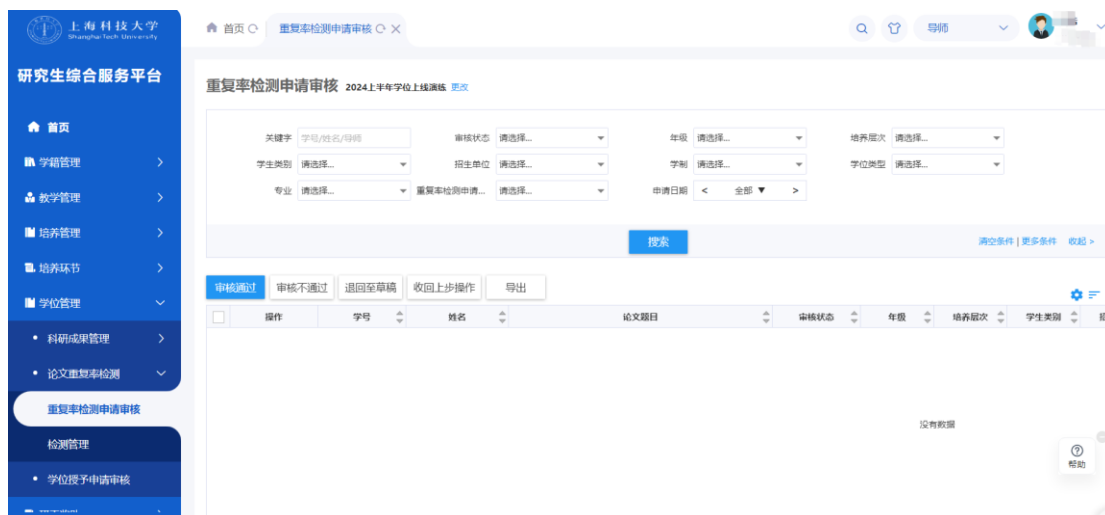 上海科技大学
ShanghaiTech University
首页
重复率检测申请审核
导师
研究生综合服务平台
重复率检测申请审核 2024上半年学位上线演练 更改
首页
学籍管理
教学管理
培养管理
培养环节
学位管理
科研成果管理
论文重复率检测
重复率检测申请审核
检测管理
学位授予申请审核
关键字 学号/姓名/导师 审核状态 请选择... 年级 请选择... 培养层次 请选择...
学生类别 请选择... 招生单位 请选择... 学制 请选择... 学位类型 请选择...
专业 请选择... 重复率检测申请... 请选择... 申请日期 < 全部 ▼ >
搜索 清空条件 | 更多条件 收起 >
审核通过 审核不通过 退回至草稿 收回上步操作 导出
操作 学号 姓名 论文题目 审核状态 年级 培养层次 学生类别
没有数据
帮助